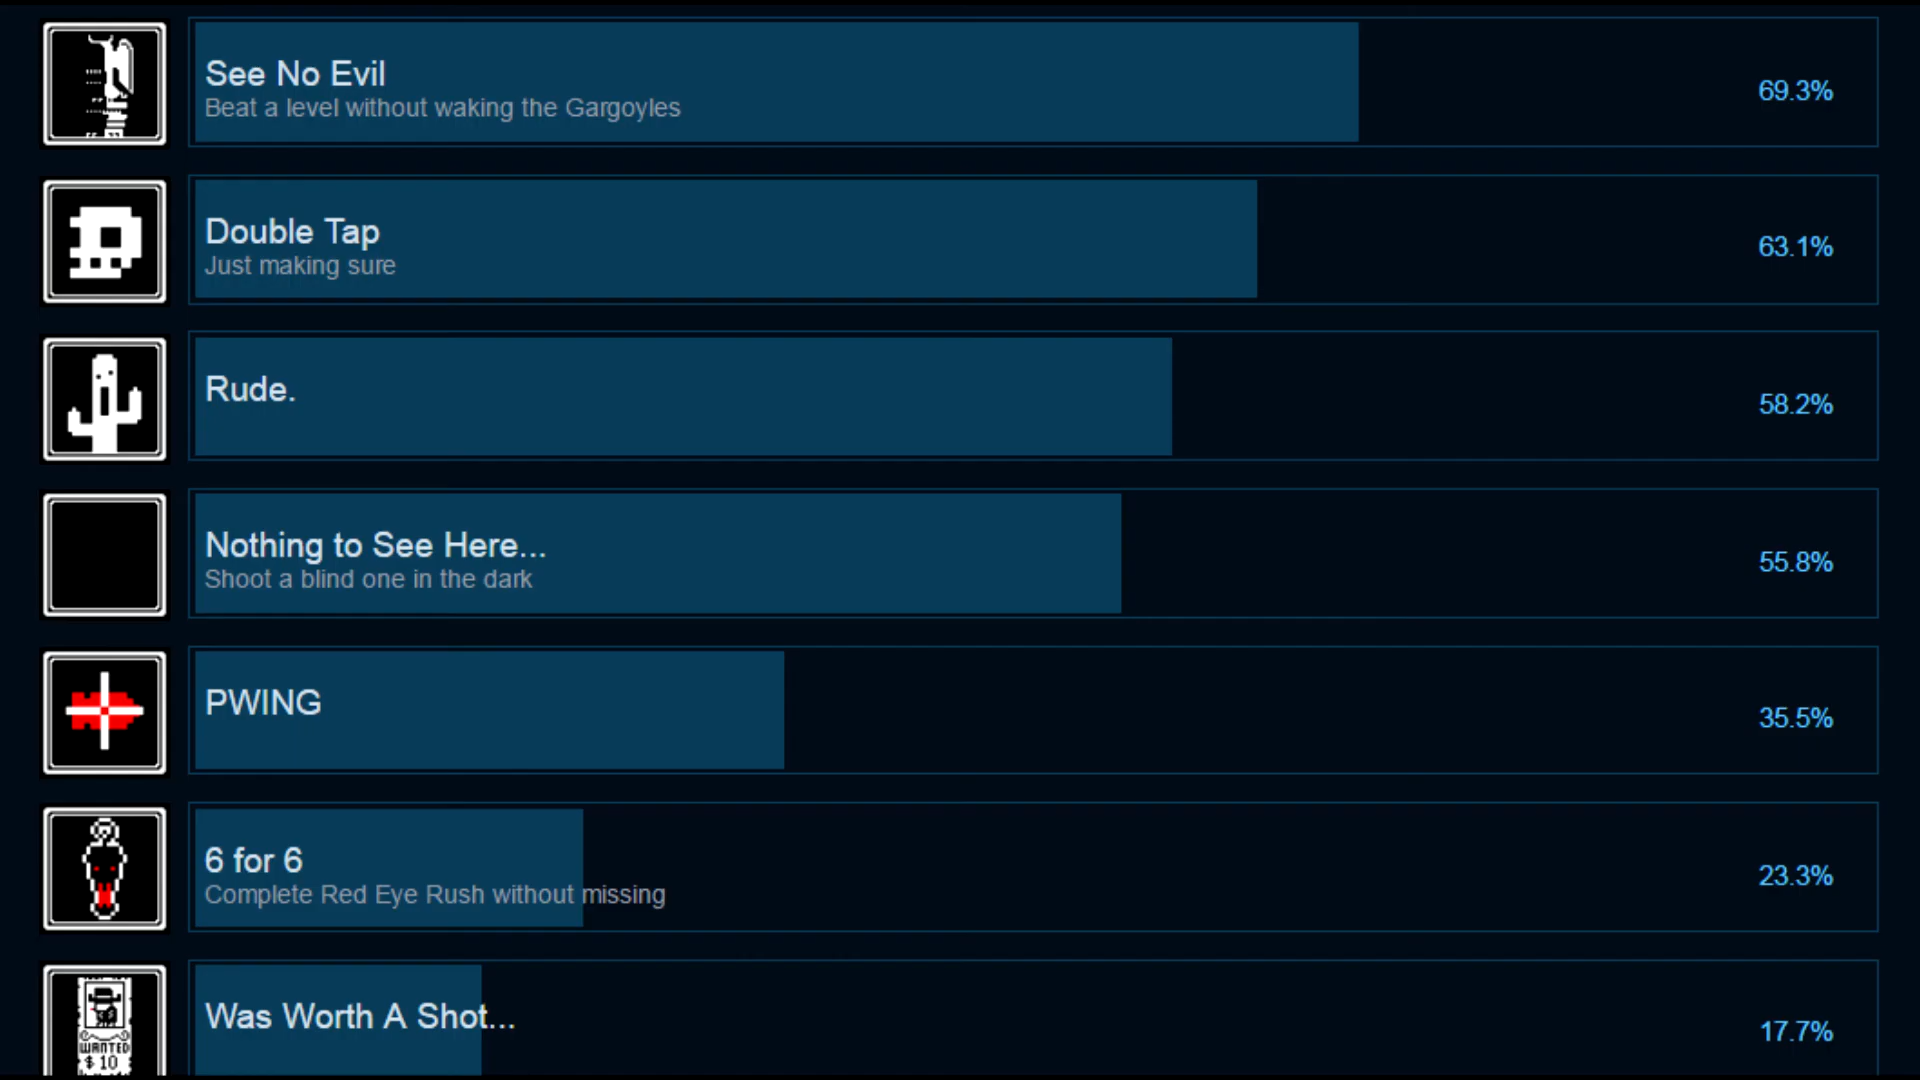 See No Evil
Beat a level without waking the Gargoyles
69.3%
Double Tap
Just making sure
63.1%
Rude.
58.2%
Nothing to See Here...
Shoot a blind one in the dark
55.8%
PWING
35.5%
6 for 6
Complete Red Eye Rush without missing
23.3%
Was Worth A Shot...
17.7%
WANTED
$10